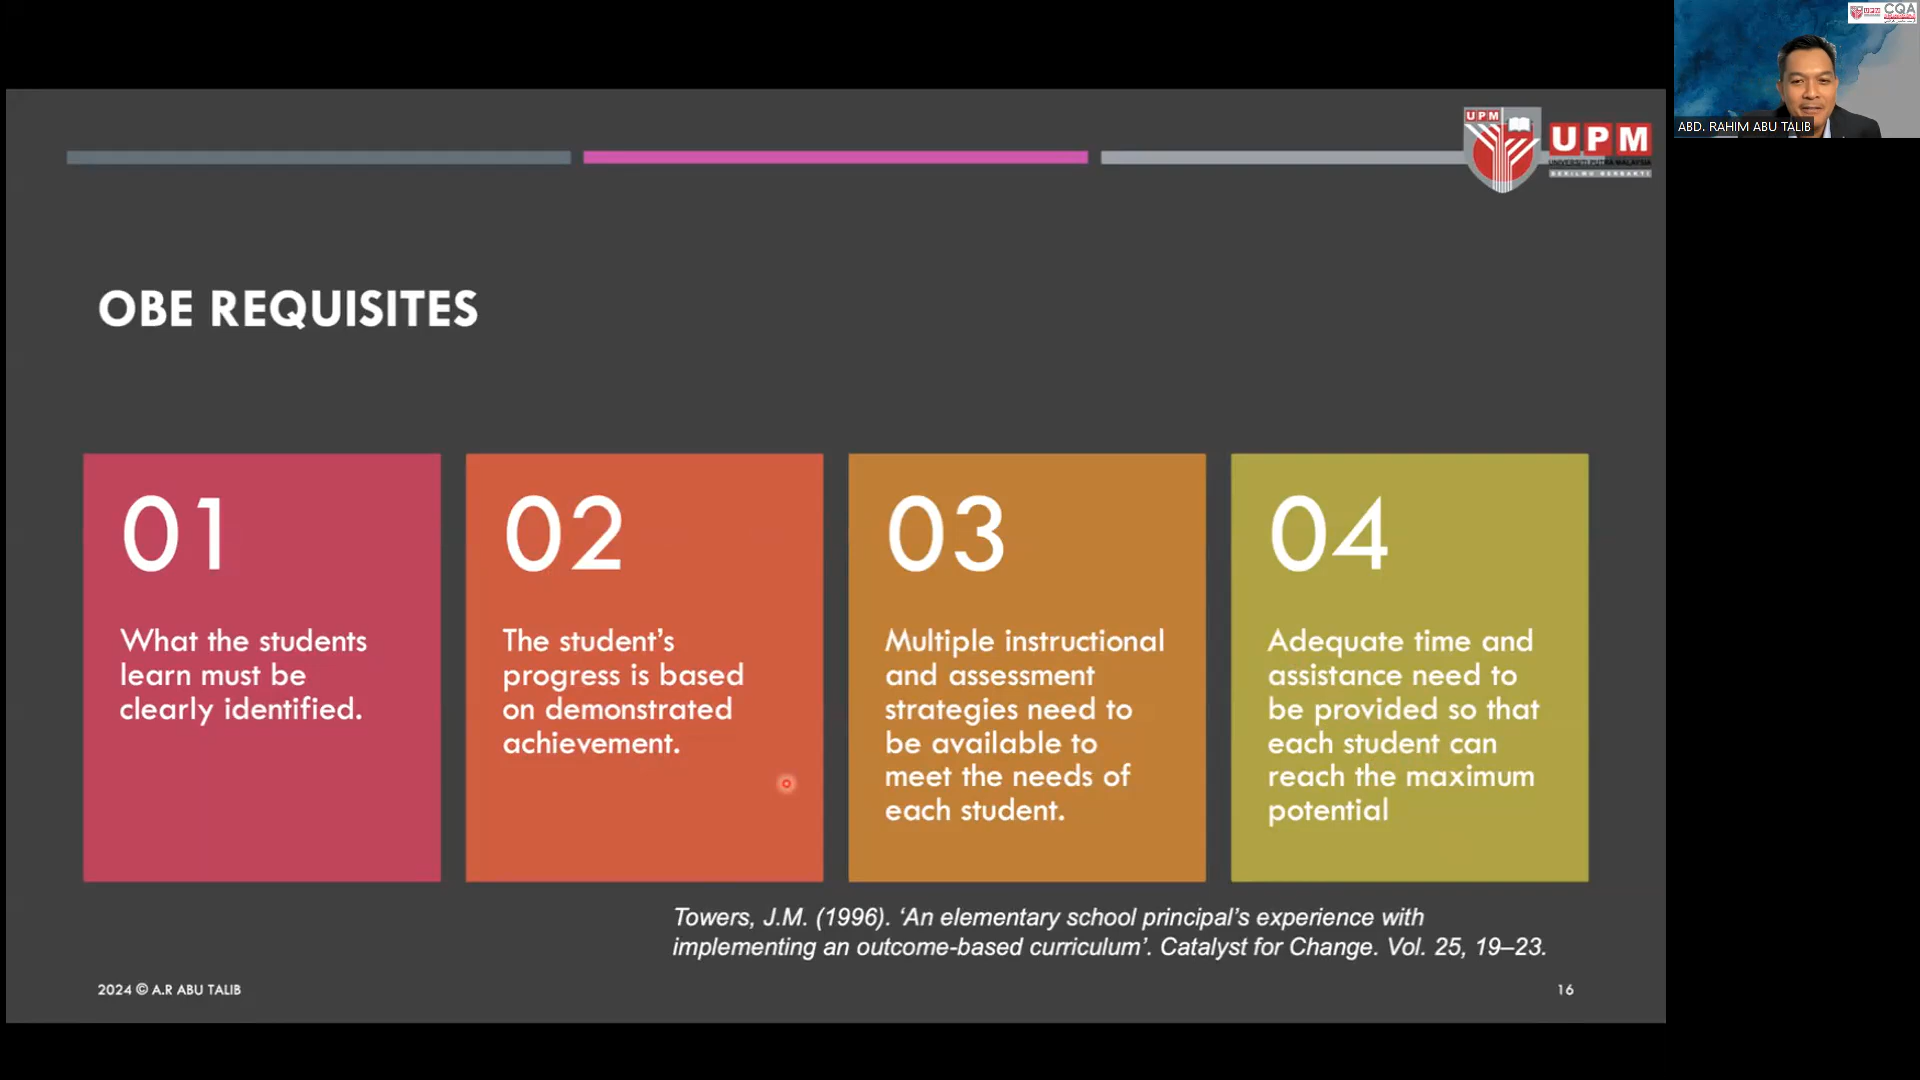 UPM
UPM
UNIVERSITI PUTRA MALAYSIA
BERILMU BERBAKTI
UPM
CQA
ABD. RAHIM ABU TALIB
OBE REQUISITES
01
What the students
learn must be
clearly identified.
02
The student’s
progress is based
on demonstrated
achievement.
03
Multiple instructional
and assessment
strategies need to
be available to
meet the needs of
each student.
04
Adequate time and
assistance need to
be provided so that
each student can
reach the maximum
potential
Towers, J.M. (1996). ‘An elementary school principal’s experience with
implementing an outcome-based curriculum’. Catalyst for Change. Vol. 25, 19–23.
2024 © A.R ABU TALIB
16